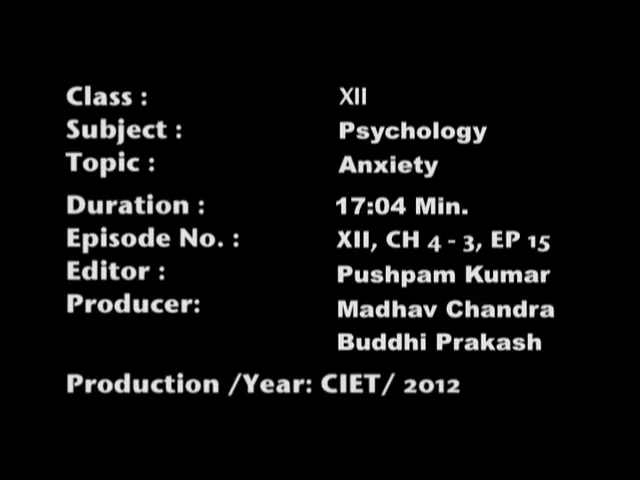 Class : XII
Subject : Psychology
Topic : Anxiety
Duration : 17:04 Min.
Episode No. : XII, CH 4 - 3, EP 15
Editor : Pushpam Kumar
Producer: Madhav Chandra
Buddhi Prakash
Production /Year: CIET/ 2012